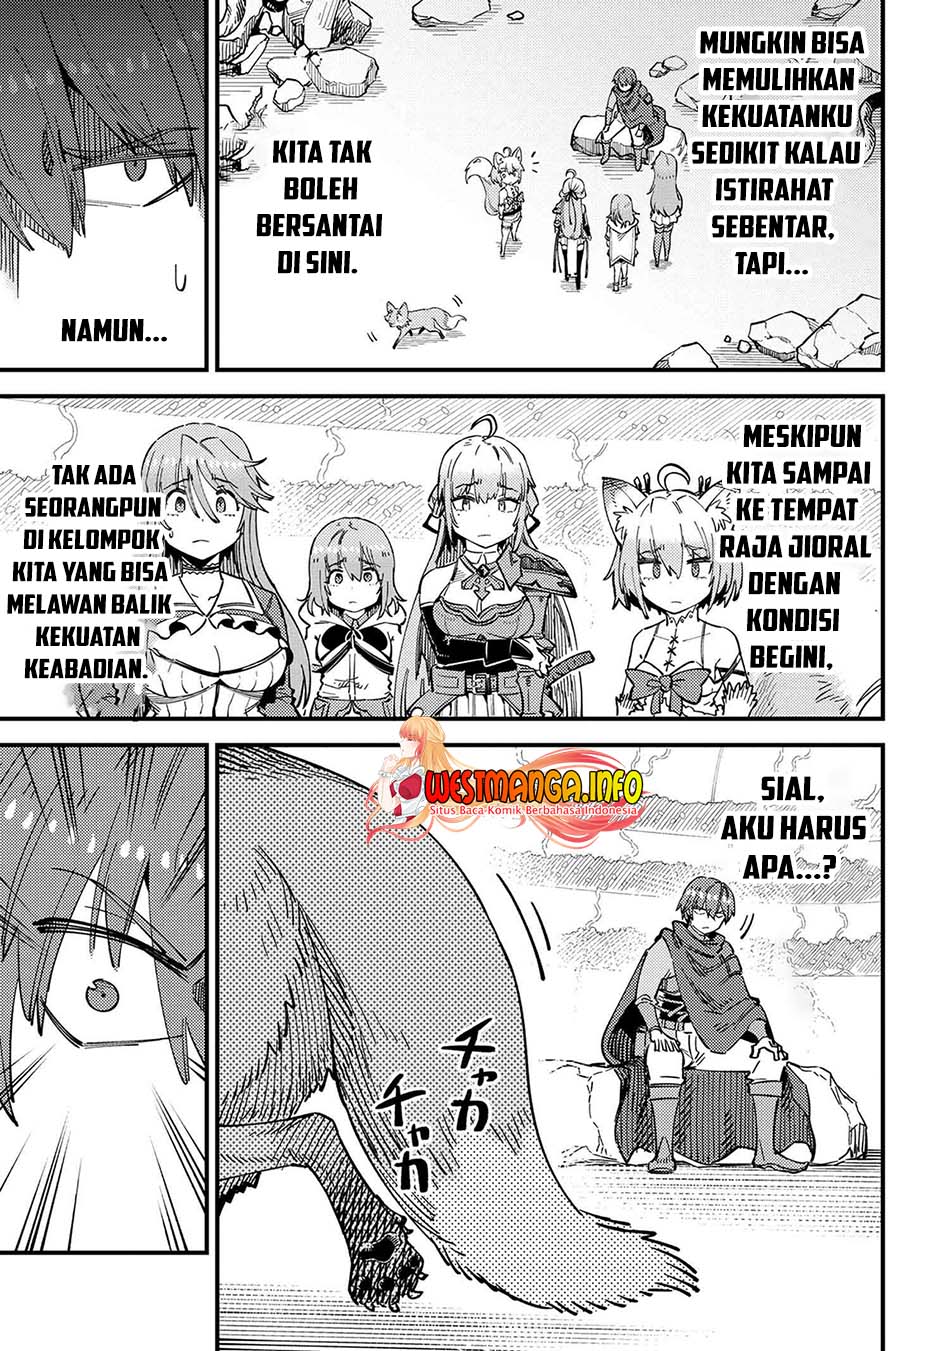 MUNGKIN BISA
MEMULIHKAN
KEKUATANKU
SEDIKIT KALAU
ISTIRAHAT
SEBENTAR,
TAPI...
KITA TAK
BOLEH
BERSANTAI
DI SINI.
NAMUN...
MESKIPUN
KITA SAMPAI
KE TEMPAT
RAJA JIORAL
DENGAN
KONDISI
BEGINI,
TAK ADA
SEORANGPUN
DI KELOMPOK
KITA YANG BISA
MELAWAN BALIK
KEKUATAN
KEABADIAN.
WESTMANGA.INFO
Situs Baca Komik Berbahasa Indonesia
SIAL,
AKU HARUS
APA...?
チャカ
チャカ